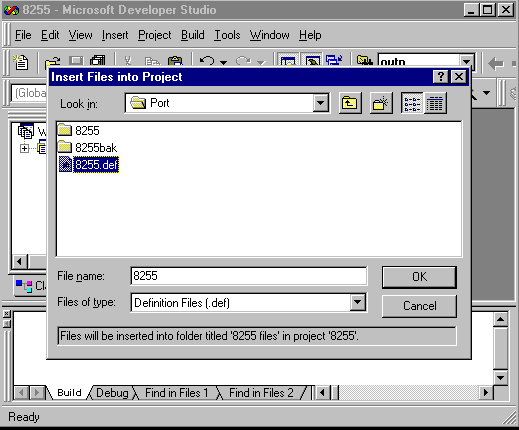 8255 - Microsoft Developer Studio
File Edit View Insert Project Build Tools Window Help
outp
(Globa
Insert Files into Project
Look in: Port
8255
8255bak
8255.def
W
File name: 8255 OK
Files of type: Definition Files (.def) Cancel
Files will be inserted into folder titled '8255 files' in project '8255'.
Cla
Build Debug Find in Files 1 Find in Files 2
Ready